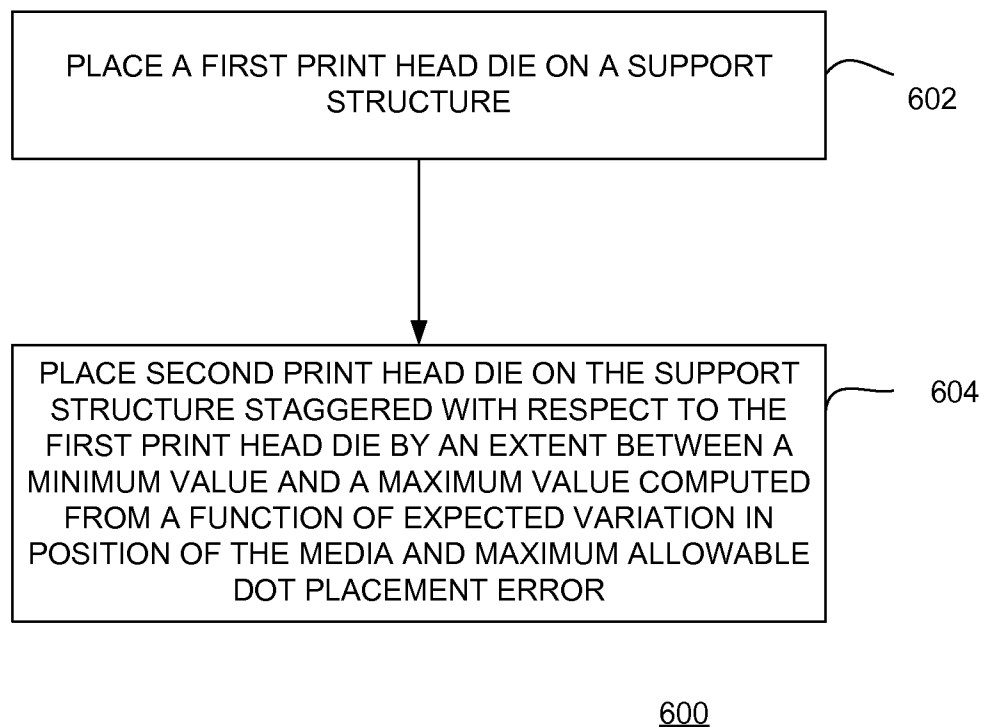 PLACE A FIRST PRINT HEAD DIE ON A SUPPORT
STRUCTURE
602
PLACE SECOND PRINT HEAD DIE ON THE SUPPORT
STRUCTURE STAGGERED WITH RESPECT TO THE
FIRST PRINT HEAD DIE BY AN EXTENT BETWEEN A
MINIMUM VALUE AND A MAXIMUM VALUE COMPUTED
FROM A FUNCTION OF EXPECTED VARIATION IN
POSITION OF THE MEDIA AND MAXIMUM ALLOWABLE
DOT PLACEMENT ERROR
604
600